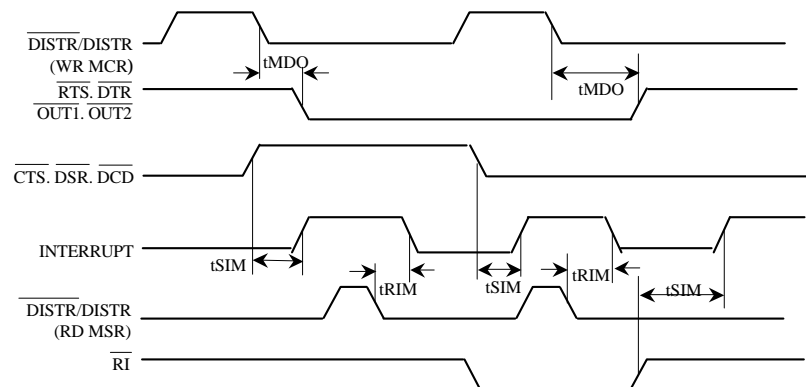 DISTR/DISTR
(WR MCR)
tMDO
tMDO
RTS. DTR
OUT1. OUT2
CTS. DSR. DCD
INTERRUPT
tSIM
tRIM
tSIM
tRIM
tSIM
DISTR/DISTR
(RD MSR)
RI